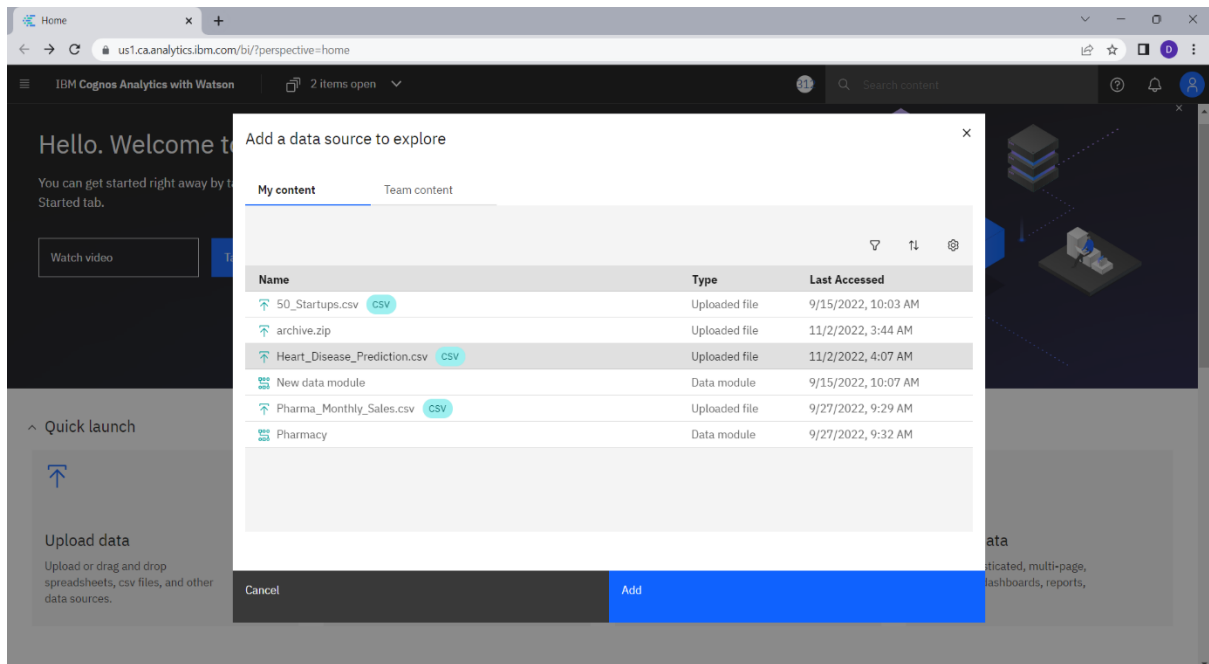 Home
us1.ca.analytics.ibm.com/bi/?perspective=home
D
IBM Cognos Analytics with Watson
2 items open
Search content
Hello. Welcome t
You can get started right away by t
Started tab.
Watch video
Add a data source to explore
My content
Team content
Name Type Last Accessed
50_Startups.csv CSV Uploaded file 9/15/2022, 10:03 AM
archive.zip Uploaded file 11/2/2022, 3:44 AM
Heart_Disease_Prediction.csv CSV Uploaded file 11/2/2022, 4:07 AM
New data module Data module 9/15/2022, 10:07 AM
Pharma_Monthly_Sales.csv CSV Uploaded file 9/27/2022, 9:29 AM
Pharmacy Data module 9/27/2022, 9:32 AM
Cancel
Add
Quick launch
Upload data
Upload or drag and drop
spreadsheets, csv files, and other
data sources.
ata
sticated, multi-page,
dashboards, reports,